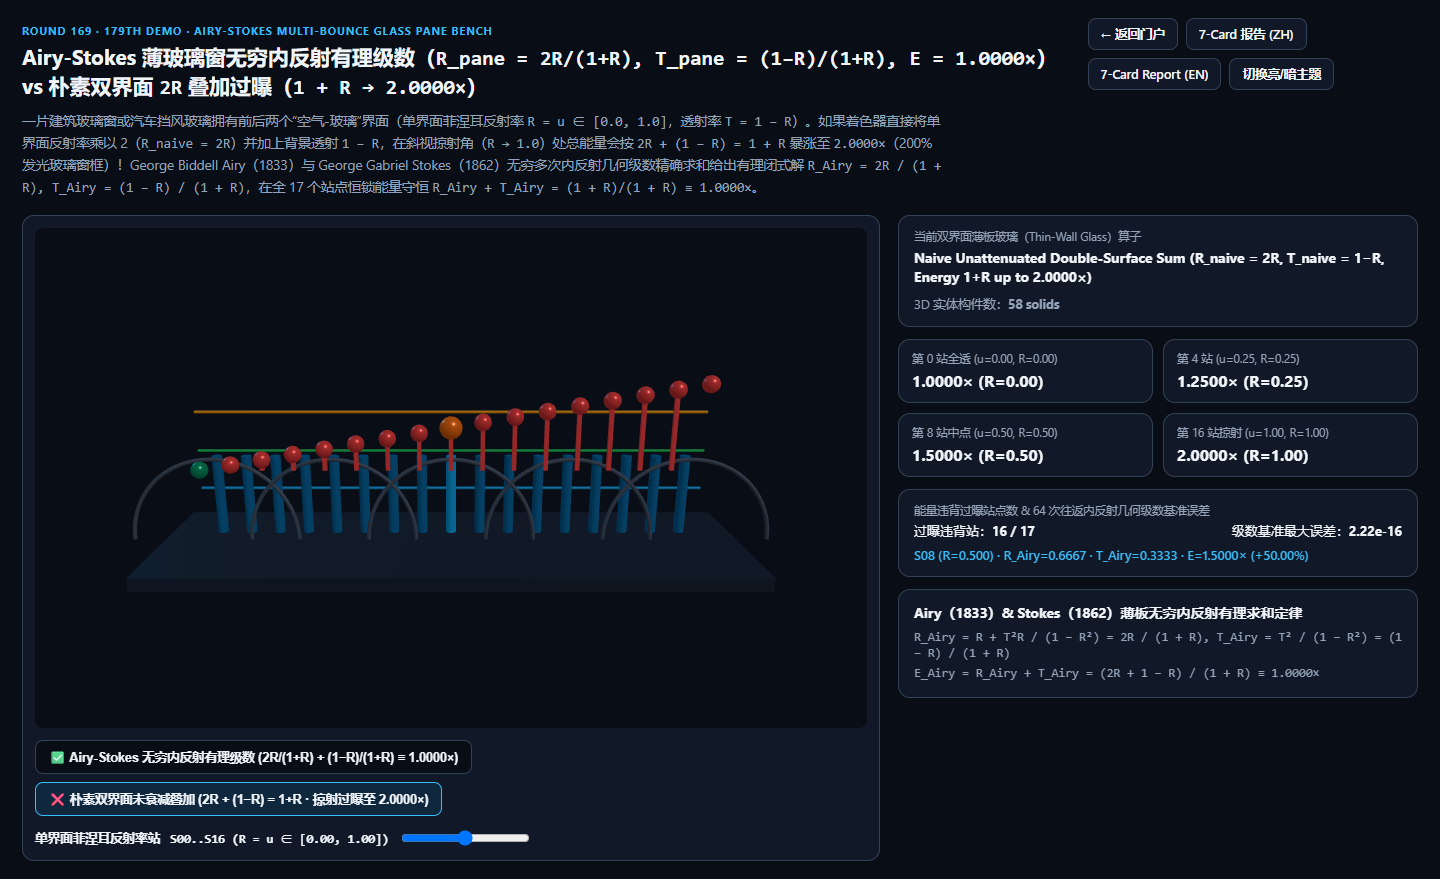 ROUND 169 · 179TH DEMO · AIRY-STOKES MULTI-BOUNCE GLASS PANE BENCH
Airy-Stokes 薄玻璃窗无穷内反射有理级数（R_pane = 2R/(1+R), T_pane = (1−R)/(1+R), E = 1.0000×）
vs 朴素双界面 2R 叠加过曝（1 + R → 2.0000×）
← 返回门户
7-Card 报告 (ZH)
7-Card Report (EN)
切换亮/暗主题
一片建筑玻璃窗或汽车挡风玻璃拥有前后两个“空气-玻璃”界面（单界面菲涅耳反射率 R = u ∈ [0.0, 1.0]，透射率 T = 1 − R）。如果着色器直接将单
界面反射率乘以 2（R_naive = 2R）并加上背景透射 1 − R，在斜视掠射角（R → 1.0）处总能量会按 2R + (1 − R) = 1 + R 暴涨至 2.0000×（200%
发光玻璃窗框）！George Biddell Airy（1833）与 George Gabriel Stokes（1862）无穷多次内反射几何级数精确求和给出有理闭式解 R_Airy = 2R / (1 +
R), T_Airy = (1 − R) / (1 + R)，在全 17 个站点恒锁能量守恒 R_Airy + T_Airy = (1 + R)/(1 + R) ≡ 1.0000×。
当前双界面薄板玻璃（Thin-Wall Glass）算子
Naive Unattenuated Double-Surface Sum (R_naive = 2R, T_naive = 1−R,
Energy 1+R up to 2.0000×)
3D 实体构件数：58 solids
第 0 站全透 (u=0.00, R=0.00)
1.0000× (R=0.00)
第 4 站 (u=0.25, R=0.25)
1.2500× (R=0.25)
第 8 站中点 (u=0.50, R=0.50)
1.5000× (R=0.50)
第 16 站掠射 (u=1.00, R=1.00)
2.0000× (R=1.00)
能量违背过曝站点数 & 64 次往返内反射几何级数基准误差
过曝违背站：16 / 17
级数基准最大误差：2.22e-16
S08 (R=0.500) · R_Airy=0.6667 · T_Airy=0.3333 · E=1.5000× (+50.00%)
Airy（1833）& Stokes（1862）薄板无穷内反射有理求和定律
R_Airy = R + T²R / (1 − R²) = 2R / (1 + R), T_Airy = T² / (1 − R²) = (1
− R) / (1 + R)
E_Airy = R_Airy + T_Airy = (2R + 1 − R) / (1 + R) ≡ 1.0000×
✅ Airy-Stokes 无穷内反射有理级数 (2R/(1+R) + (1−R)/(1+R) ≡ 1.0000×)
❌ 朴素双界面未衰减叠加 (2R + (1−R) = 1+R · 掠射过曝至 2.0000×)
单界面菲涅耳反射率站 S00..S16 (R = u ∈ [0.00, 1.00])